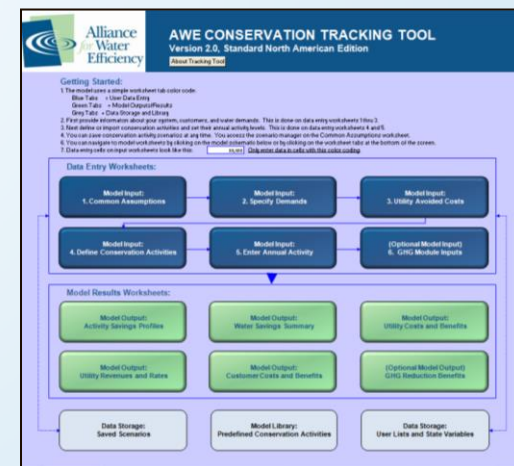 Alliance
for Water
Efficiency
AWE CONSERVATION TRACKING TOOL
Version 2.0, Standard North American Edition
About Tracking Tool
Getting Started:
1. The model uses a simple worksheet tab color code.
Blue Tabs = User Data Entry
Green Tabs = Model Outputs/Results
Grey Tabs = Data Storage and Library
2. First provide information about your system, customers, and water demands. This is done on data entry worksheets 1 thru 3.
3. Next define or import conservation activities and set their annual activity levels. This is done on data entry worksheets 4 and 5.
4. You can save conservation activity scenarios at any time. You access the scenario manager on the Common Assumptions worksheet.
6. You can navigate to model worksheets by clicking on the model schematic below or by clicking on the worksheet tabs at the bottom of the screen.
7. Data entry cells on input worksheets look like this: Only enter data in cells with this color coding.
Data Entry Worksheets:
Model Input:
1. Common Assumptions
Model Input:
2. Specify Demands
Model Input:
3. Utility Avoided Costs
Model Input:
4. Define Conservation Activities
Model Input:
5. Enter Annual Activity
(Optional Model Input)
6. GHG Module Inputs
Model Results Worksheets:
Model Output:
Activity Savings Profiles
Model Output:
Water Savings Summary
Model Output:
Utility Costs and Benefits
Model Output:
Utility Revenues and Rates
Model Output:
Customer Costs and Benefits
(Optional Model Output)
GHG Reduction Benefits
Data Storage:
Saved Scenarios
Model Library:
Predefined Conservation Activities
Data Storage:
User Lists and State Variables